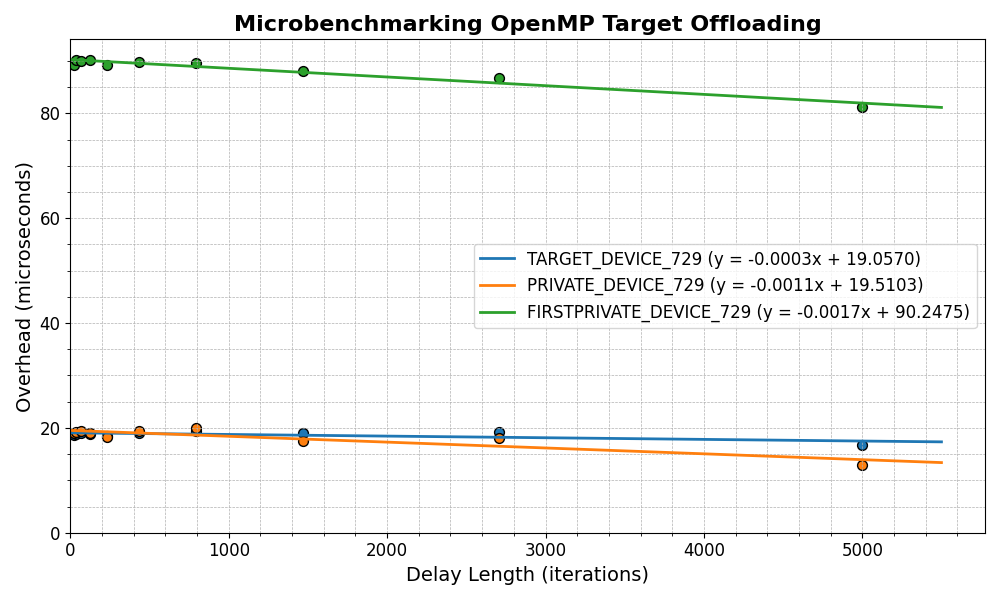 Microbenchmarking OpenMP Target Offloading
Overhead (microseconds)
80
60
40
20
0
TARGET_DEVICE_729 (y = -0.0003x + 19.0570)
PRIVATE_DEVICE_729 (y = -0.0011x + 19.5103)
FIRSTPRIVATE_DEVICE_729 (y = -0.0017x + 90.2475)
0 1000 2000 3000 4000 5000
Delay Length (iterations)